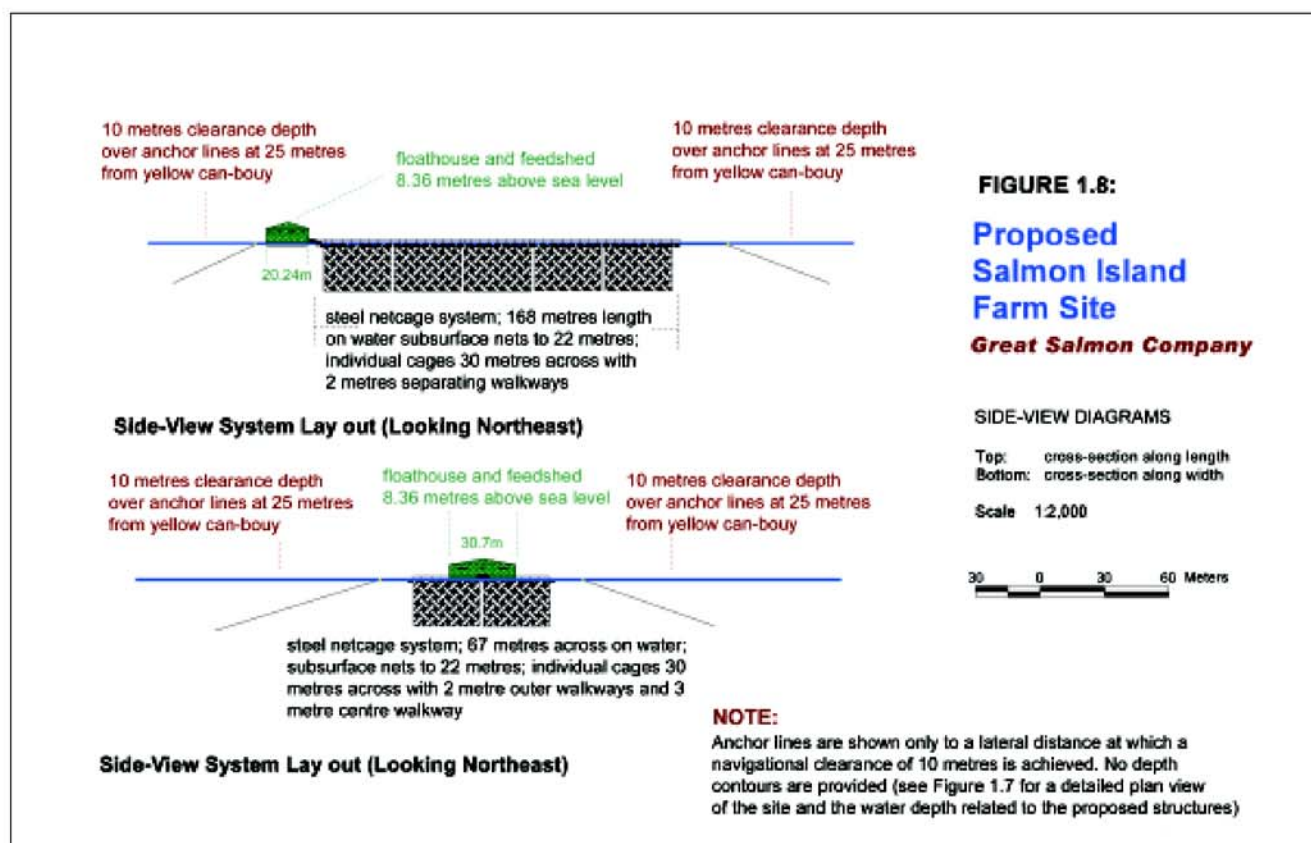 10 metres clearance depth
over anchor lines at 25 metres
from yellow can-bouy
floathouse and feedshed
8.36 metres above sea level
10 metres clearance depth
over anchor lines at 25 metres
from yellow can-bouy
20.24m
steel netcage system; 168 metres length
on water subsurface nets to 22 metres;
individual cages 30 metres across with
2 metres separating walkways
Side-View System Lay out (Looking Northeast)
10 metres clearance depth
over anchor lines at 25 metres
from yellow can-bouy
floathouse and feedshed
8.36 metres above sea level
10 metres clearance depth
over anchor lines at 25 metres
from yellow can-bouy
30.7m
steel netcage system; 67 metres across on water;
subsurface nets to 22 metres; individual cages 30
metres across with 2 metre outer walkways and 3
metre centre walkway
Side-View System Lay out (Looking Northeast)
FIGURE 1.8:
Proposed
Salmon Island
Farm Site
Great Salmon Company
SIDE-VIEW DIAGRAMS
Top: cross-section along length
Bottom: cross-section along width
Scale 1:2,000
30 0 30 60 Meters
NOTE:
Anchor lines are shown only to a lateral distance at which a
navigational clearance of 10 metres is achieved. No depth
contours are provided (see Figure 1.7 for a detailed plan view
of the site and the water depth related to the proposed structures)